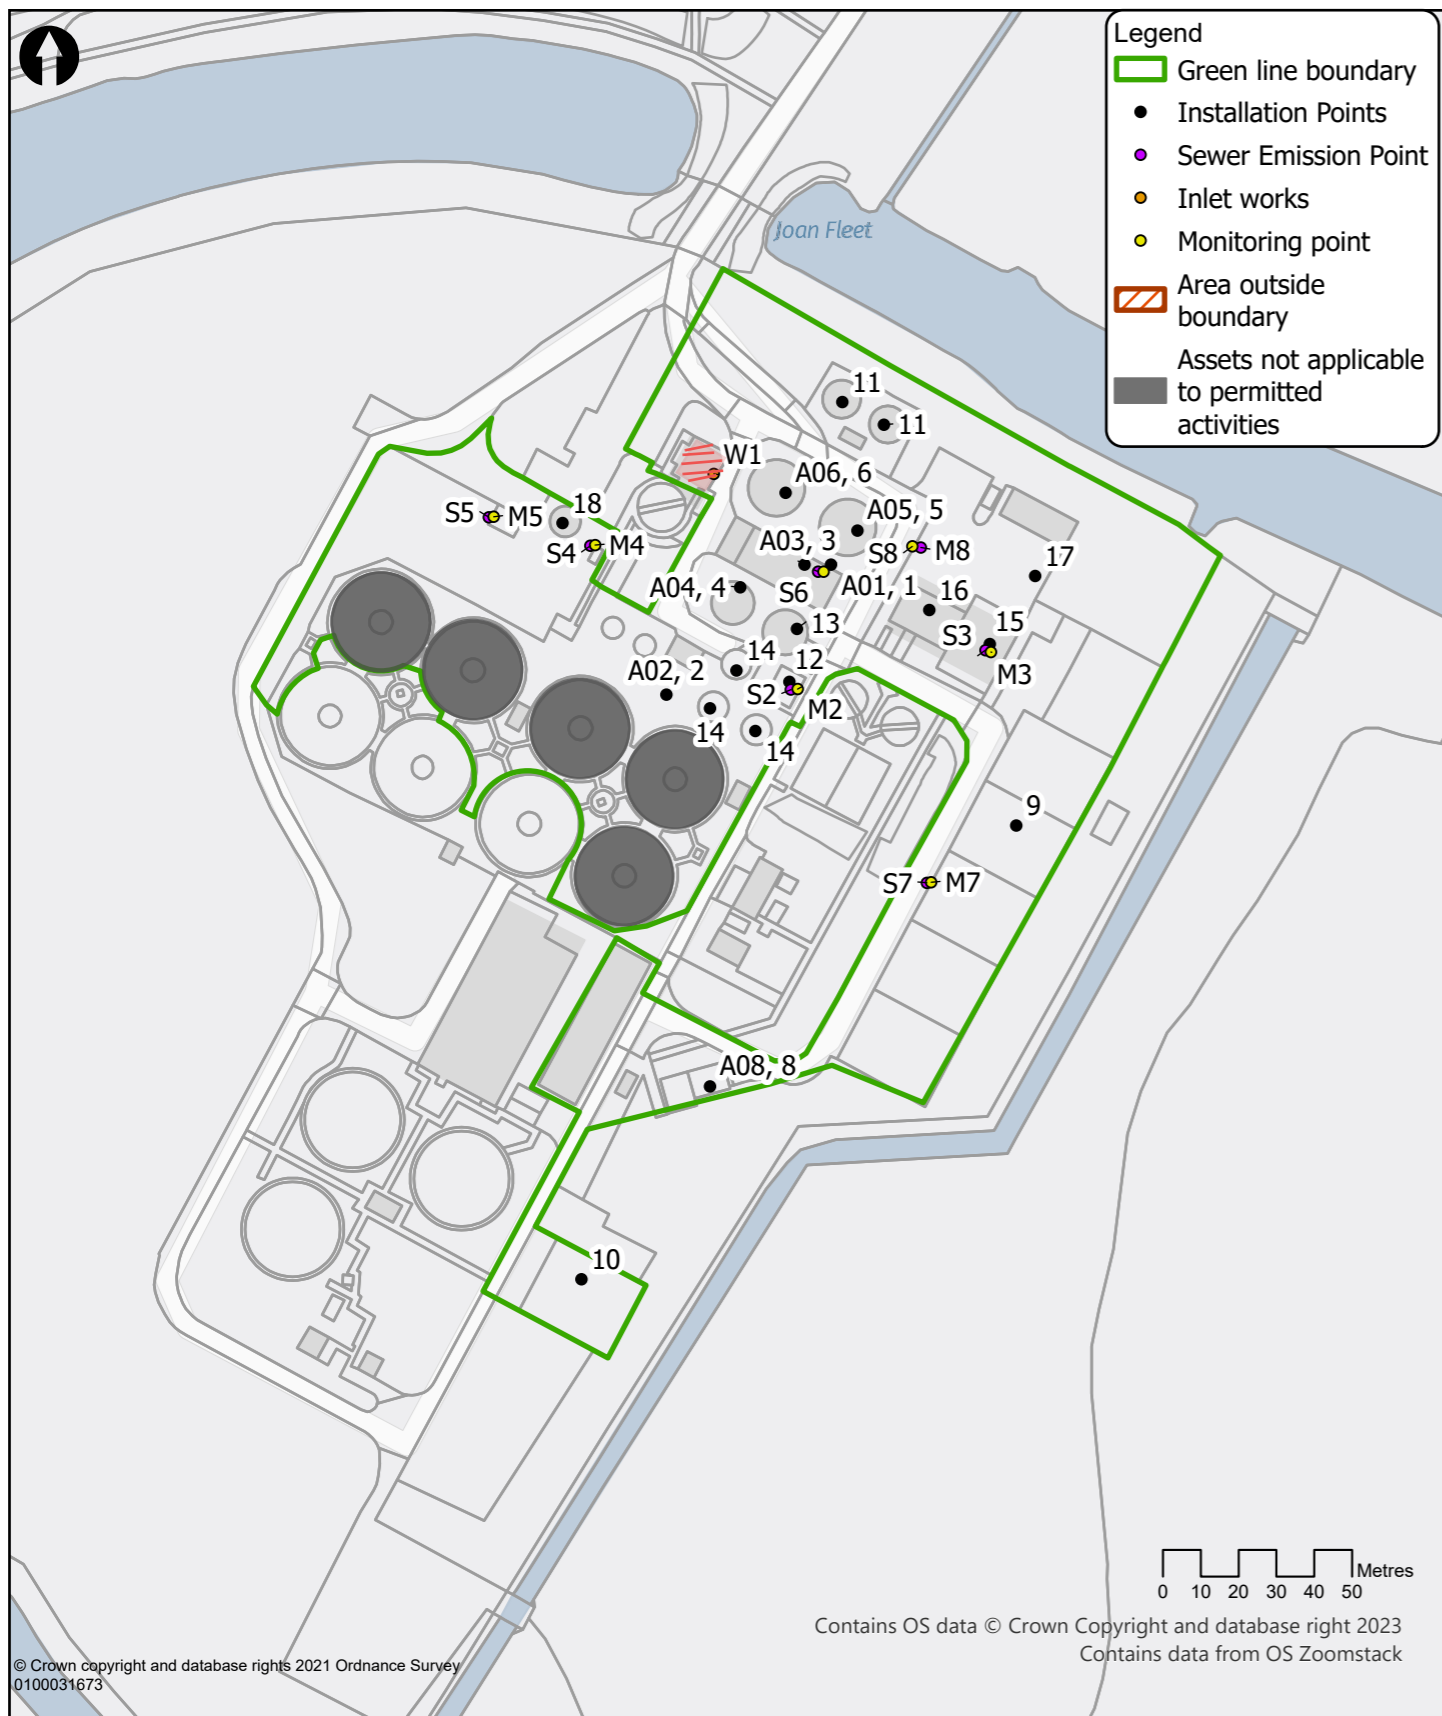 Legend
Green line boundary
Installation Points
Sewer Emission Point
Inlet works
Monitoring point
Area outside
boundary
Assets not applicable
to permitted
activities
Joan Fleet
11
11
W1
A06, 6
A05, 5
S5
M5
18
S4
M4
A03, 3
S8
M8
A04, 4
S6
A01, 1
17
16
13
S3
15
M3
14
12
A02, 2
S2
M2
14
14
9
S7
M7
A08, 8
10
Metres
0 10 20 30 40 50
Contains OS data © Crown Copyright and database right 2023
Contains data from OS Zoomstack
© Crown copyright and database rights 2021 Ordnance Survey
0100031673